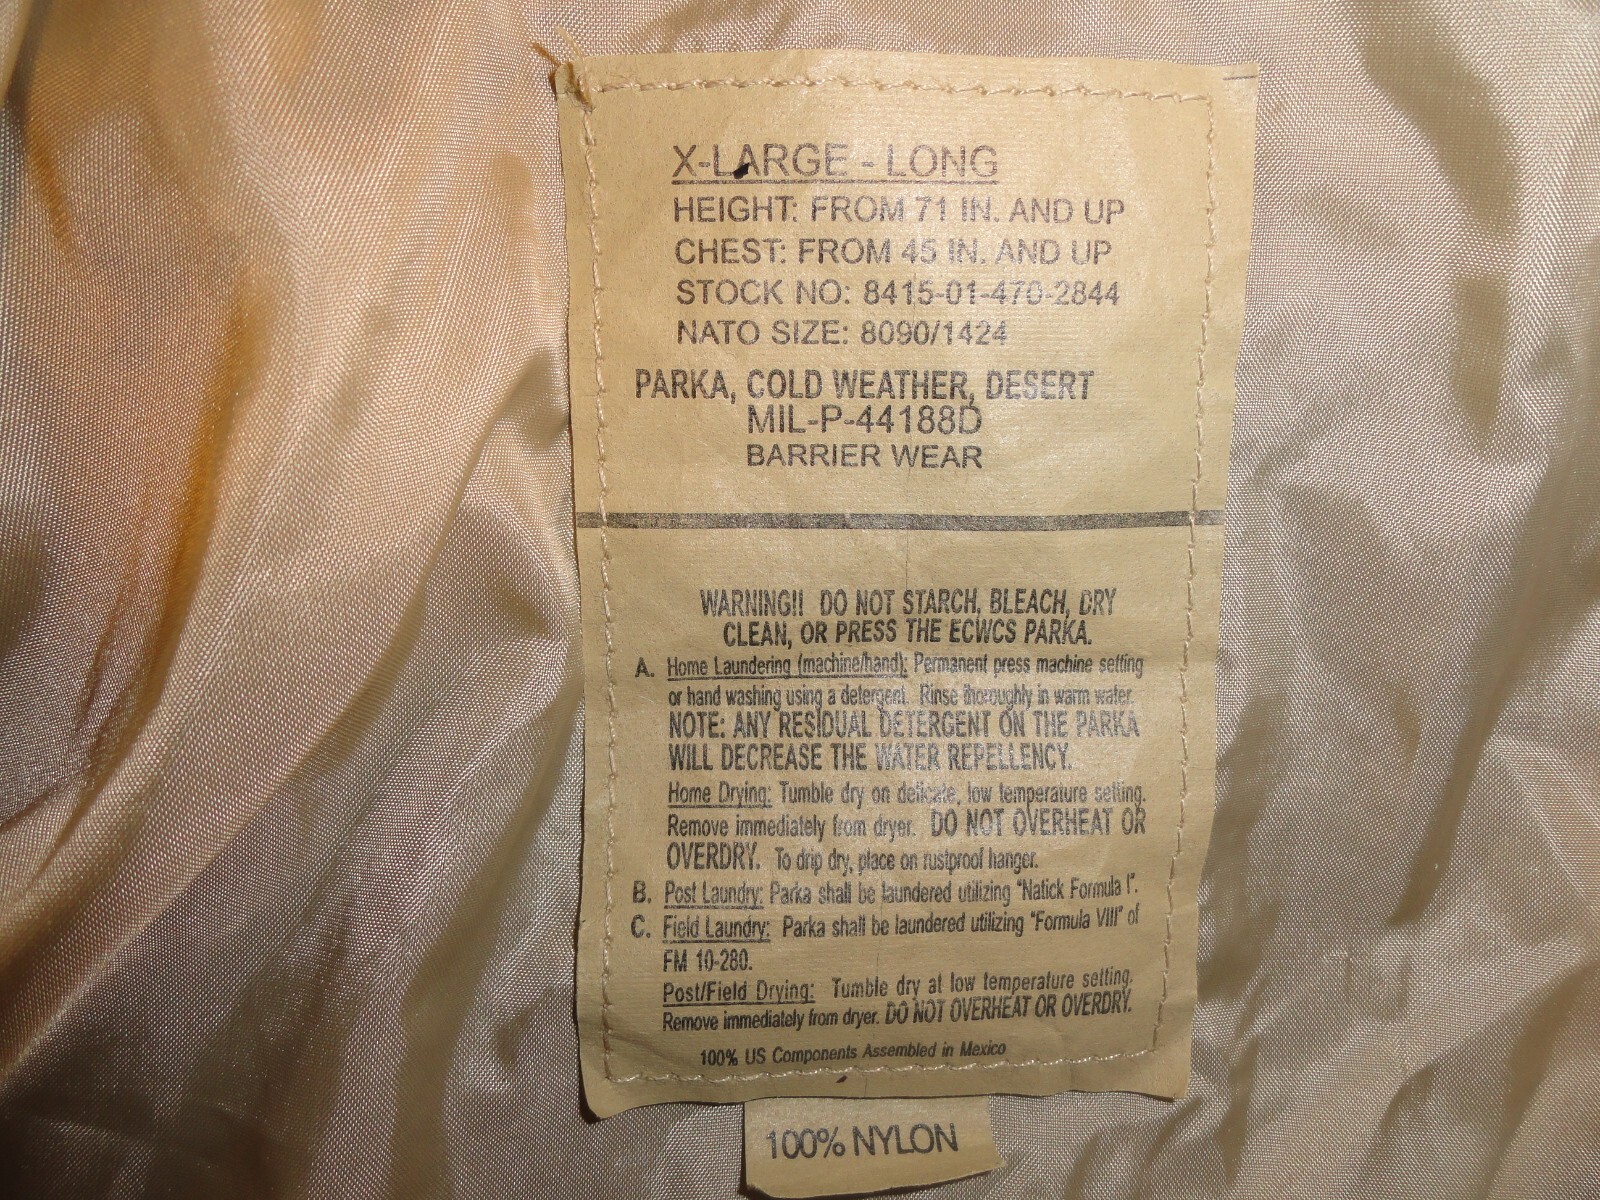 X-LARGE - LONG
HEIGHT: FROM 71 IN. AND UP
CHEST: FROM 45 IN. AND UP
STOCK NO: 8415-01-470-2844
NATO SIZE: 8090/1424
PARKA, COLD WEATHER, DESERT
MIL-P-44188D
BARRIER WEAR
WARNING!! DO NOT STARCH, BLEACH, DRY
CLEAN, OR PRESS THE ECWCS PARKA.
A. Home Laundering (machine/hand): Permanent press machine setting
or hand washing using a detergent. Rinse thoroughly in warm water.
NOTE: ANY RESIDUAL DETERGENT ON THE PARKA
WILL DECREASE THE WATER REPELLENCY.
Home Drying: Tumble dry on delicate, low temperature setting.
Remove immediately from dryer. DO NOT OVERHEAT OR
OVERDRY. To drip dry, place on rustproof hanger.
B. Post Laundry: Parka shall be laundered utilizing "Natick Formula I".
C. Field Laundry: Parka shall be laundered utilizing "Formula VIII" of
FM 10-280.
Post/Field Drying: Tumble dry at low temperature setting.
Remove immediately from dryer. DO NOT OVERHEAT OR OVERDRY.
100% US Components Assembled in Mexico
100% NYLON